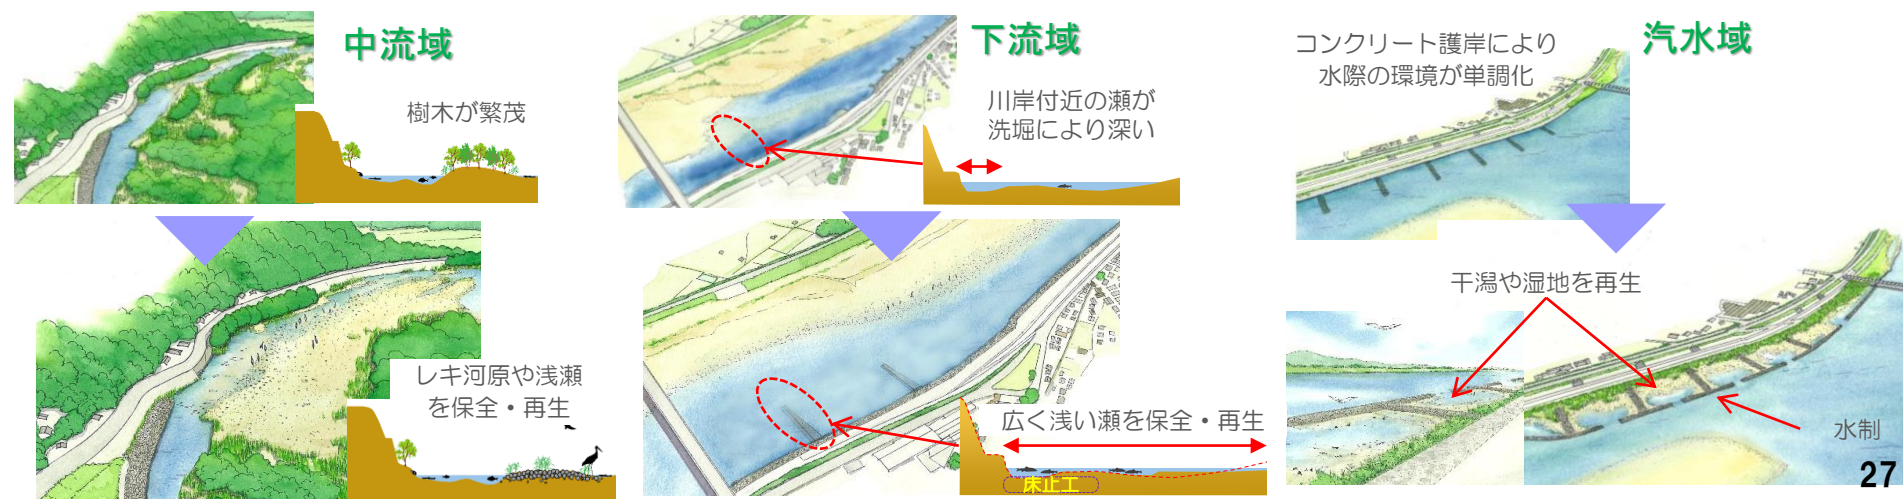 中流域
樹木が繁茂
レキ河原や浅瀬
を保全・再生
下流域
川岸付近の瀬が
洗堀により深い
広く浅い瀬を保全・再生
床止工
汽水域
コンクリート護岸により
水際の環境が単調化
干潟や湿地を再生
水制
27